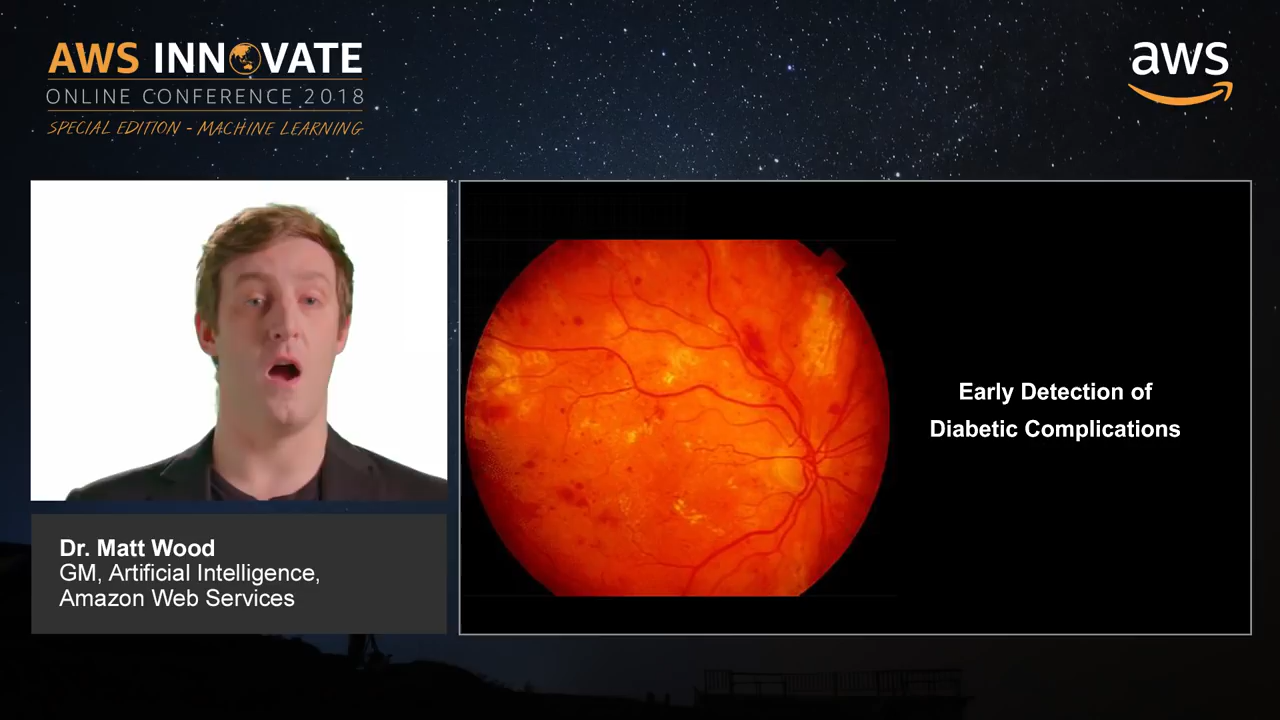 AWS INNOVATE
ONLINE CONFERENCE 2018
SPECIAL EDITION - MACHINE LEARNING
aws
Early Detection of
Diabetic Complications
Dr. Matt Wood
GM, Artificial Intelligence,
Amazon Web Services